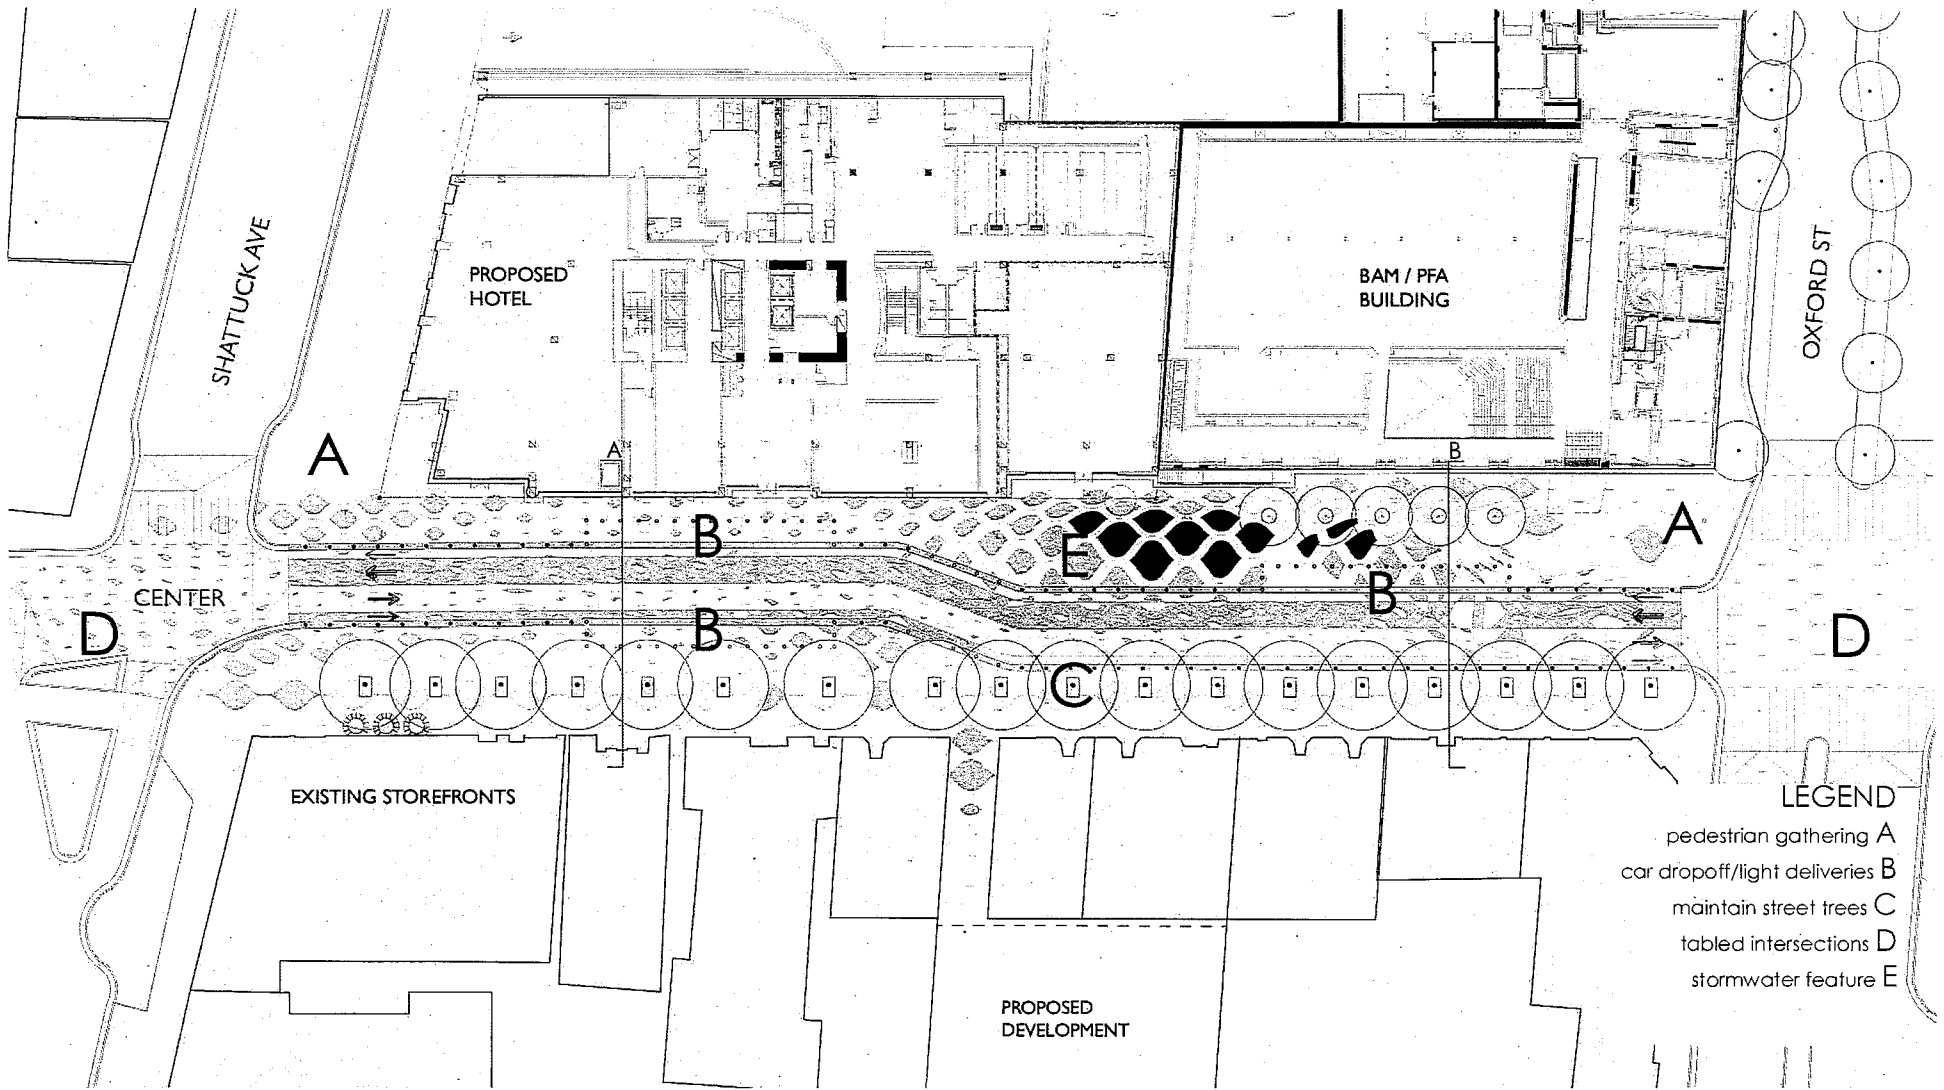 SHATTUCK AVE
PROPOSED
HOTEL
BAM / PFA
BUILDING
OXFORD ST
A
A
B
B
A
E
B
CENTER
D
B
D
C
EXISTING STOREFRONTS
LEGEND
pedestrian gathering A
car dropoff/light deliveries B
maintain street trees C
tabled intersections D
stormwater feature E
PROPOSED
DEVELOPMENT